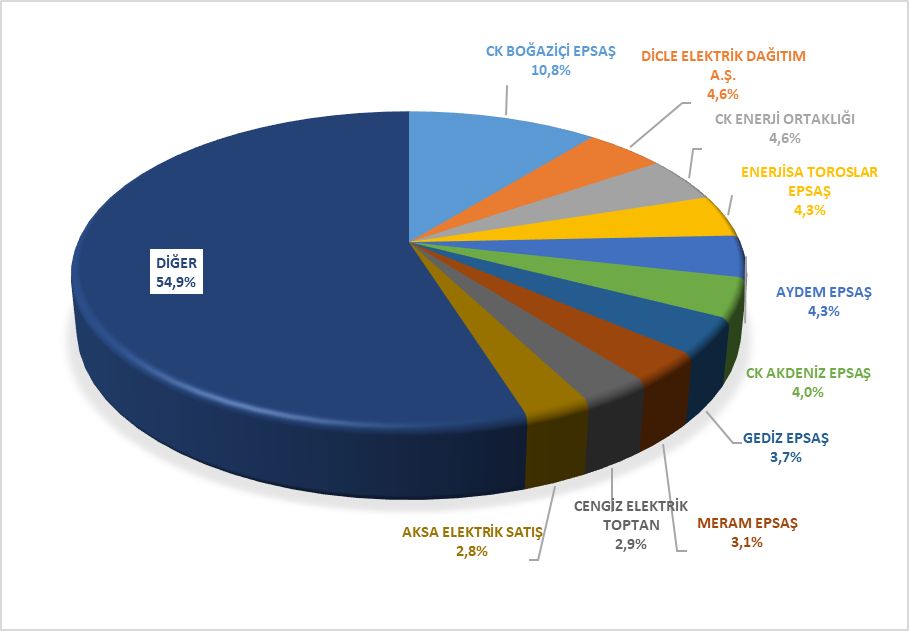 CK BOĞAZİÇİ EPSAŞ
10,8%
DİCLE ELEKTRİK DAĞITIM
A.Ş.
4,6%
CK ENERJİ ORTAKLIĞI
4,6%
ENERJİSA TOROSLAR
EPSAŞ
4,3%
AYDEM EPSAŞ
4,3%
CK AKDENİZ EPSAŞ
4,0%
GEDİZ EPSAŞ
3,7%
MERAM EPSAŞ
3,1%
CENGİZ ELEKTRİK
TOPTAN
2,9%
AKSA ELEKTRİK SATIŞ
2,8%
DİĞER
54,9%